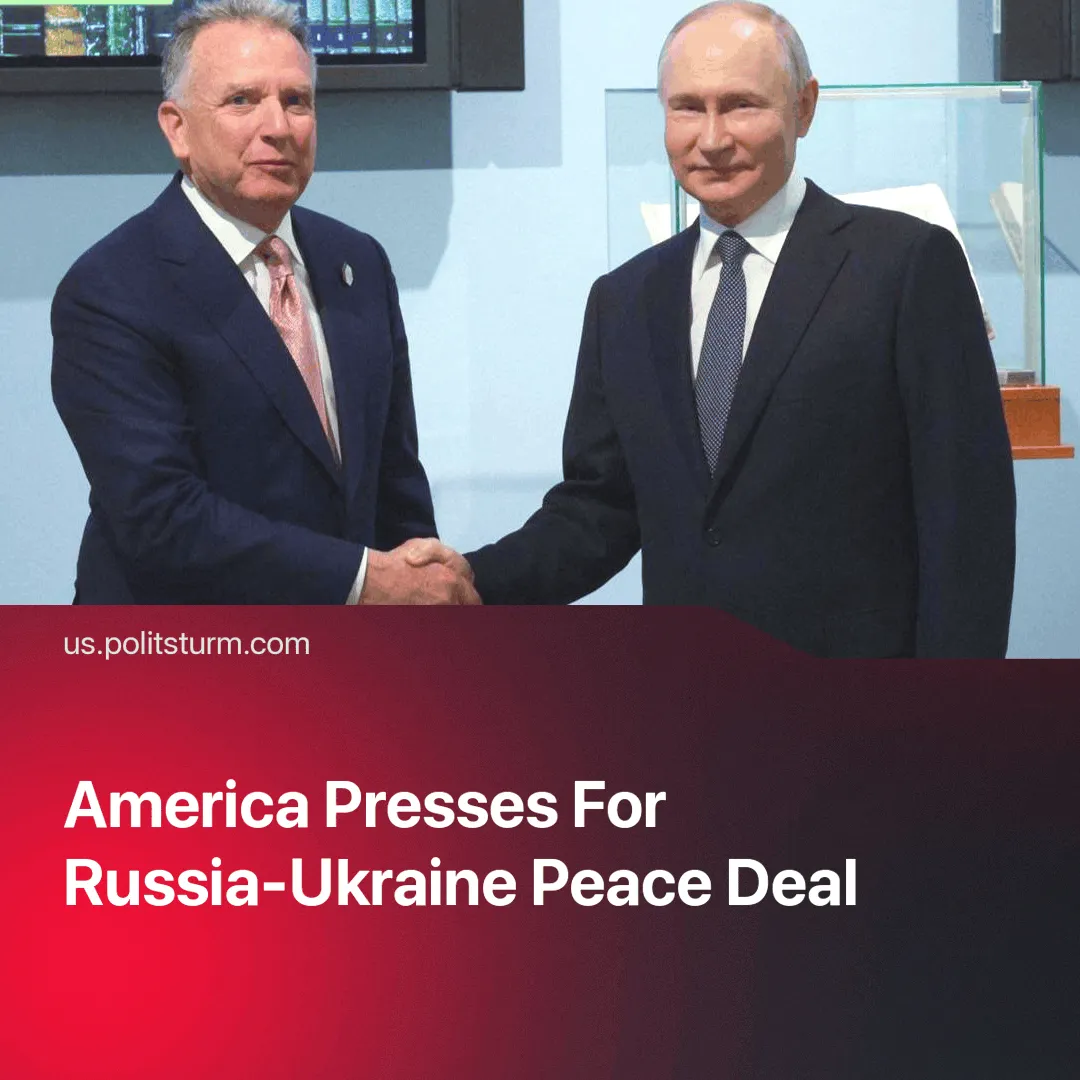 us.politsturm.com
America Presses For
Russia-Ukraine Peace Deal